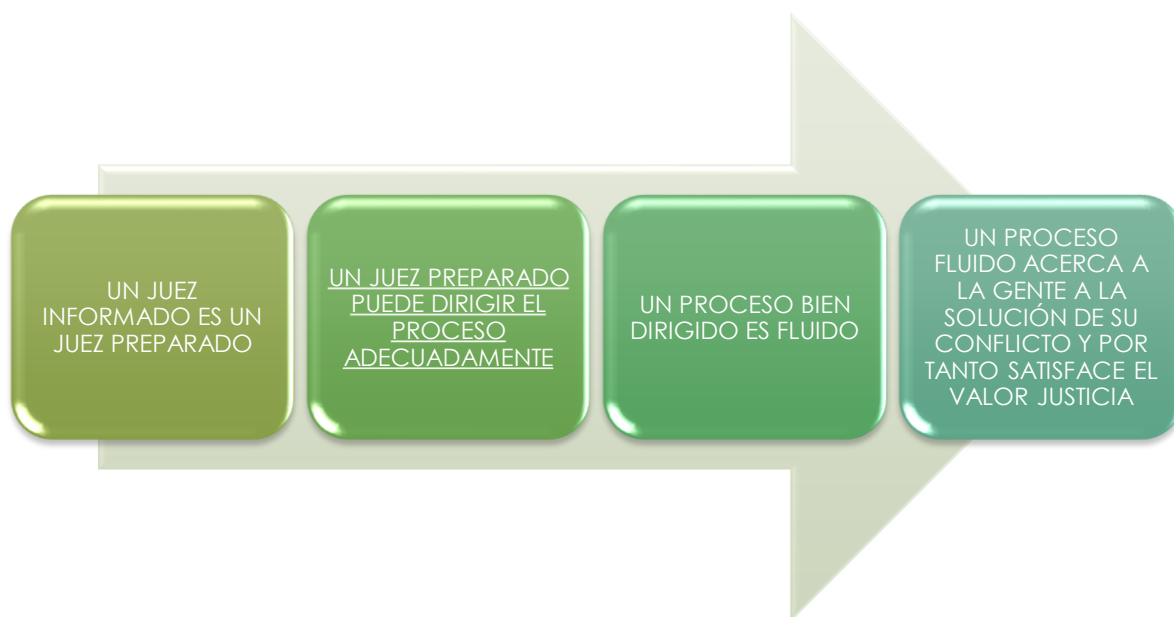 UN JUEZ
INFORMADO ES UN
JUEZ PREPARADO
UN JUEZ PREPARADO
PUEDE DIRIGIR EL
PROCESO
ADECUADAMENTE
UN PROCESO BIEN
DIRIGIDO ES FLUIDO
UN PROCESO
FLUIDO ACERCA A
LA GENTE A LA
SOLUCIÓN DE SU
CONFLICTO Y POR
TANTO SATISFACE EL
VALOR JUSTICIA